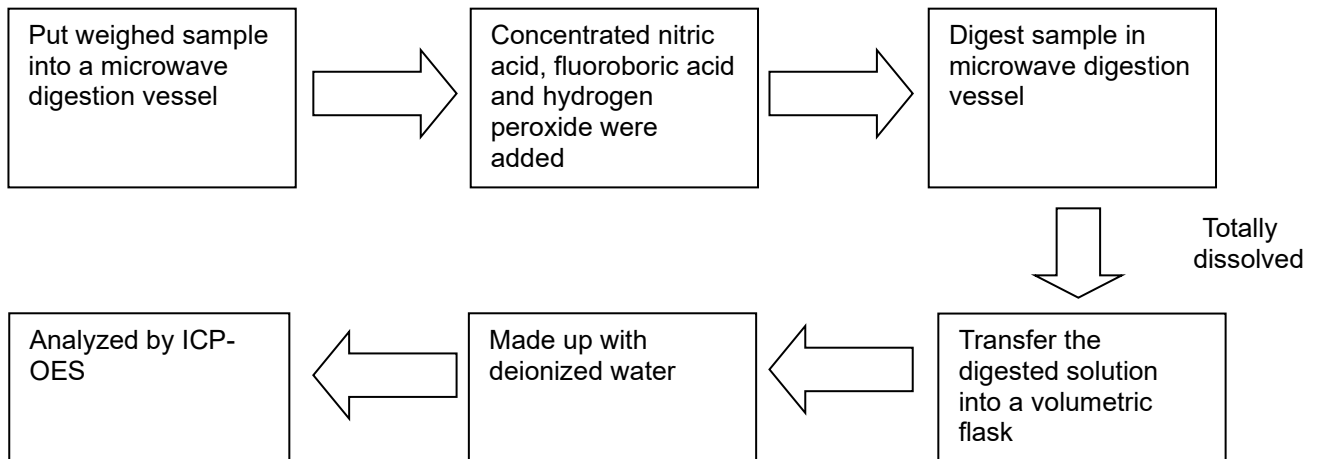 Put weighed sample
into a microwave
digestion vessel
Concentrated nitric
acid, fluoroboric acid
and hydrogen
peroxide were
added
Digest sample in
microwave digestion
vessel
Totally
dissolved
Transfer the
digested solution
into a volumetric
flask
Made up with
deionized water
Analyzed by ICP-
OES